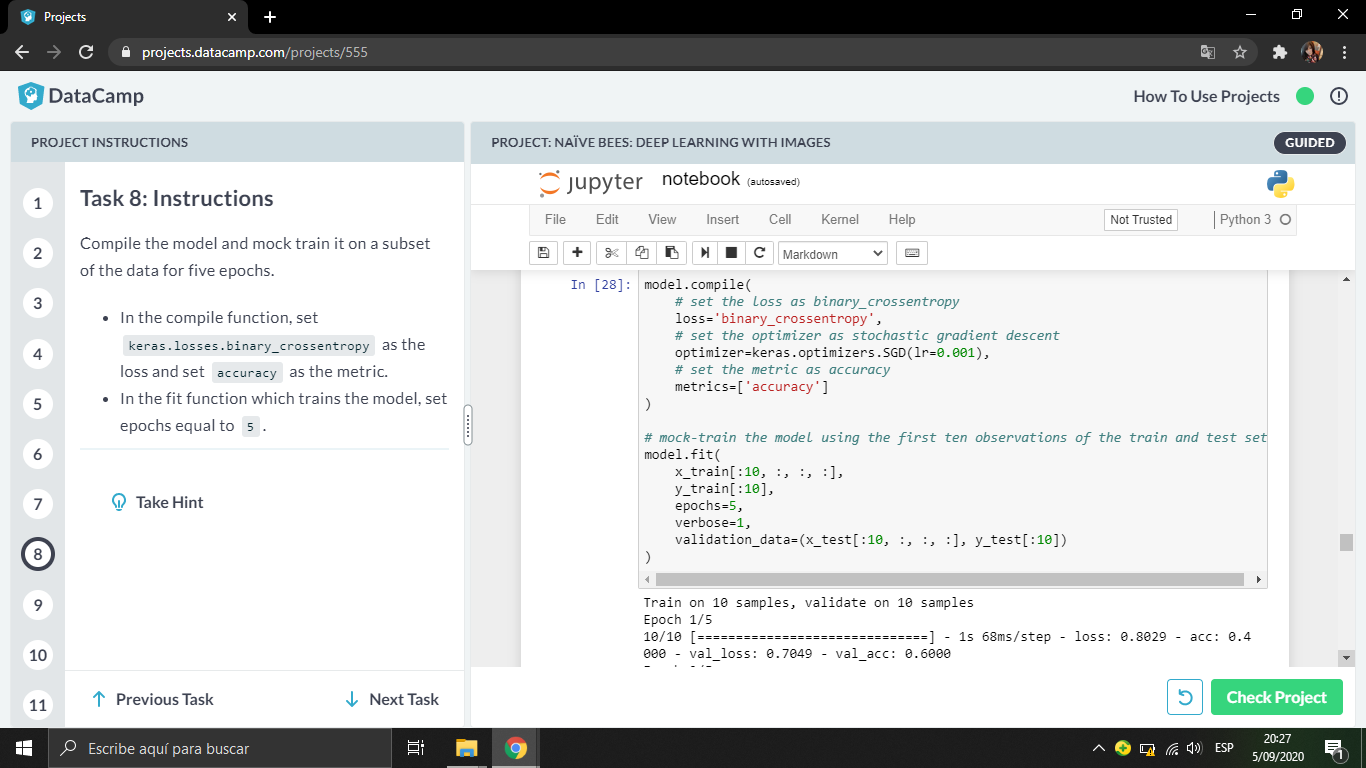 Projects
projects.datacamp.com/projects/555
DataCamp
How To Use Projects
PROJECT INSTRUCTIONS
PROJECT: NAÏVE BEES: DEEP LEARNING WITH IMAGES
GUIDED
1
2
3
4
5
6
7
8
9
10
11
Task 8: Instructions
Compile the model and mock train it on a subset
of the data for five epochs.
• In the compile function, set
keras.losses.binary_crossentropy as the
loss and set accuracy as the metric.
• In the fit function which trains the model, set
epochs equal to 5 .
Take Hint
Previous Task
Next Task
jupyter notebook (autosaved)
File Edit View Insert Cell Kernel Help
Not Trusted
Python 3
Markdown
In [28]: model.compile(
# set the loss as binary_crossentropy
loss='binary_crossentropy',
# set the optimizer as stochastic gradient descent
optimizer=keras.optimizers.SGD(lr=0.001),
# set the metric as accuracy
metrics=['accuracy']
)
# mock-train the model using the first ten observations of the train and test set
model.fit(
x_train[:10, :, :, :],
y_train[:10],
epochs=5,
verbose=1,
validation_data=(x_test[:10, :, :, :], y_test[:10])
)
Train on 10 samples, validate on 10 samples
Epoch 1/5
10/10 [==============================] - 1s 68ms/step - loss: 0.8029 - acc: 0.4
000 - val_loss: 0.7049 - val_acc: 0.6000
Check Project
Escribe aquí para buscar
ESP
20:27
5/09/2020
1